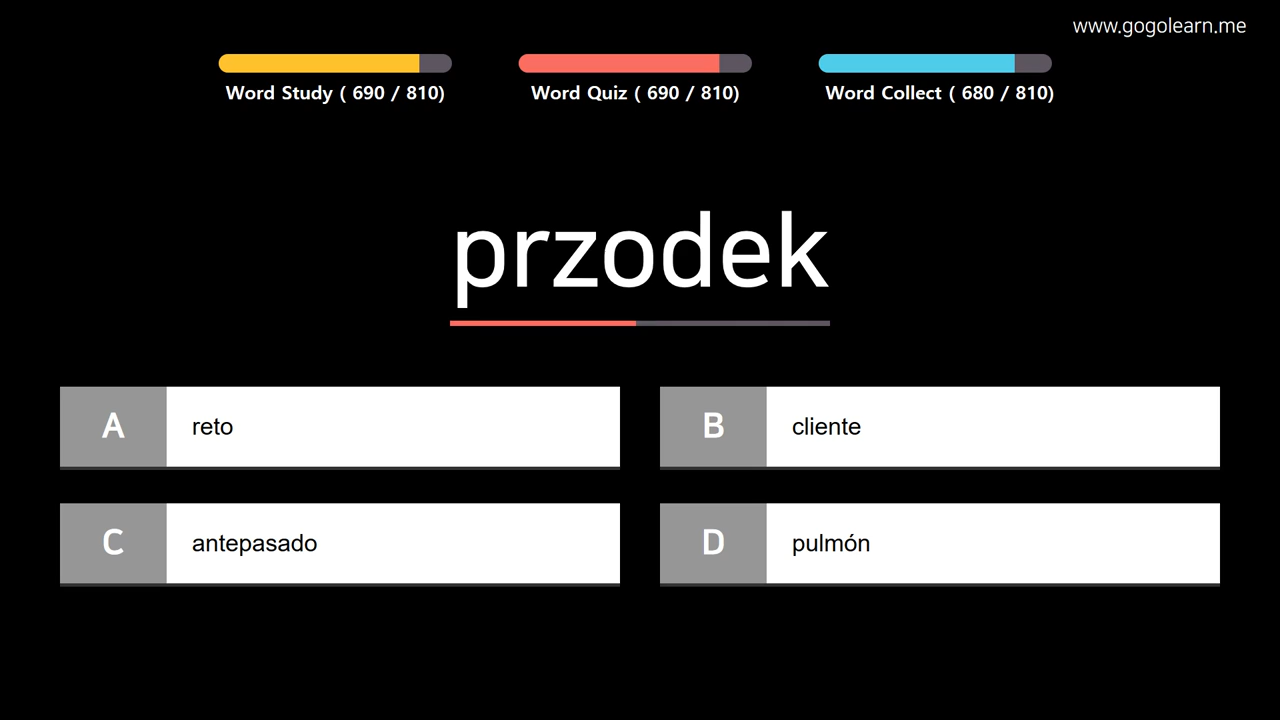 www.gogolearn.me
Word Study ( 690 / 810)
Word Quiz ( 690 / 810)
Word Collect ( 680 / 810)
przodek
A reto
B cliente
C antepasado
D pulmón